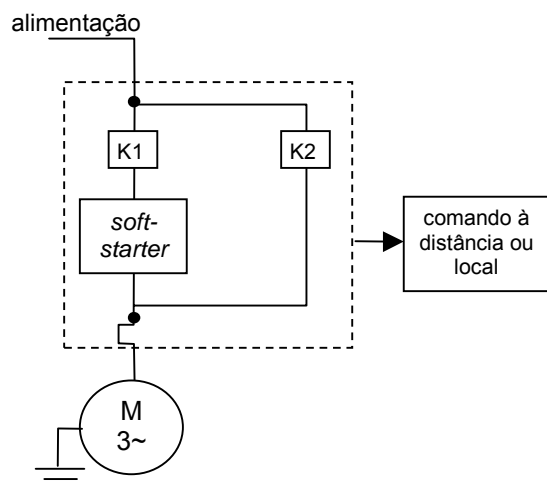 alimentação
K1
K2
soft-
starter
comando à
distância ou
local
M
3~